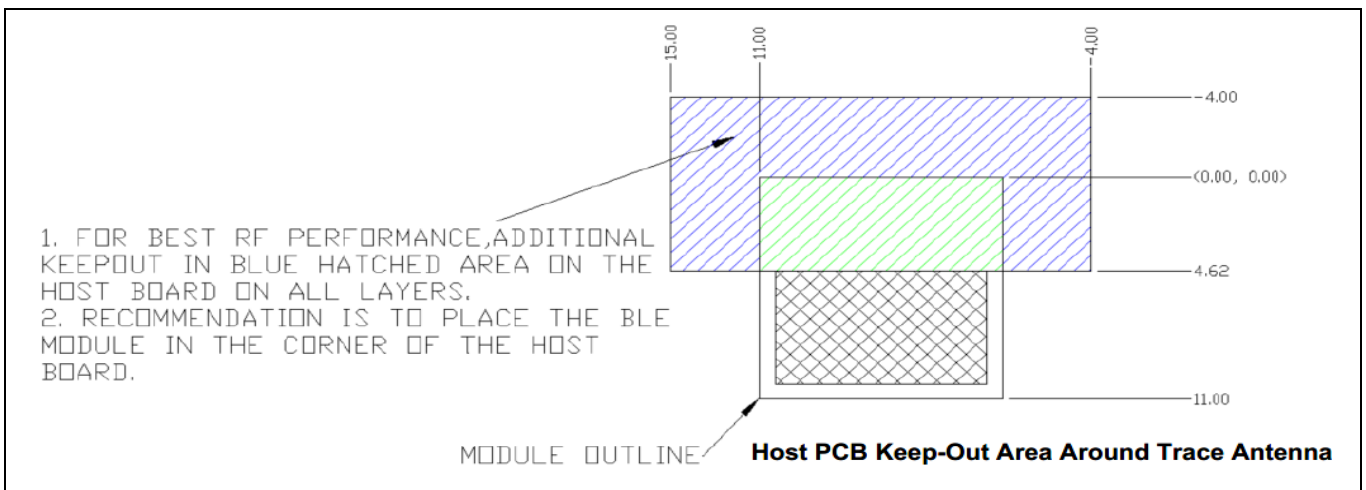 15.00
11.00
-4.00
-4.00
(0.00, 0.00)
4.62
11.00
1. FOR BEST RF PERFORMANCE,ADDITIONAL
KEEPOUT IN BLUE HATCHED AREA ON THE
HOST BOARD ON ALL LAYERS.
2. RECOMMENDATION IS TO PLACE THE BLE
MODULE IN THE CORNER OF THE HOST
BOARD.
MODULE OUTLINE
Host PCB Keep-Out Area Around Trace Antenna